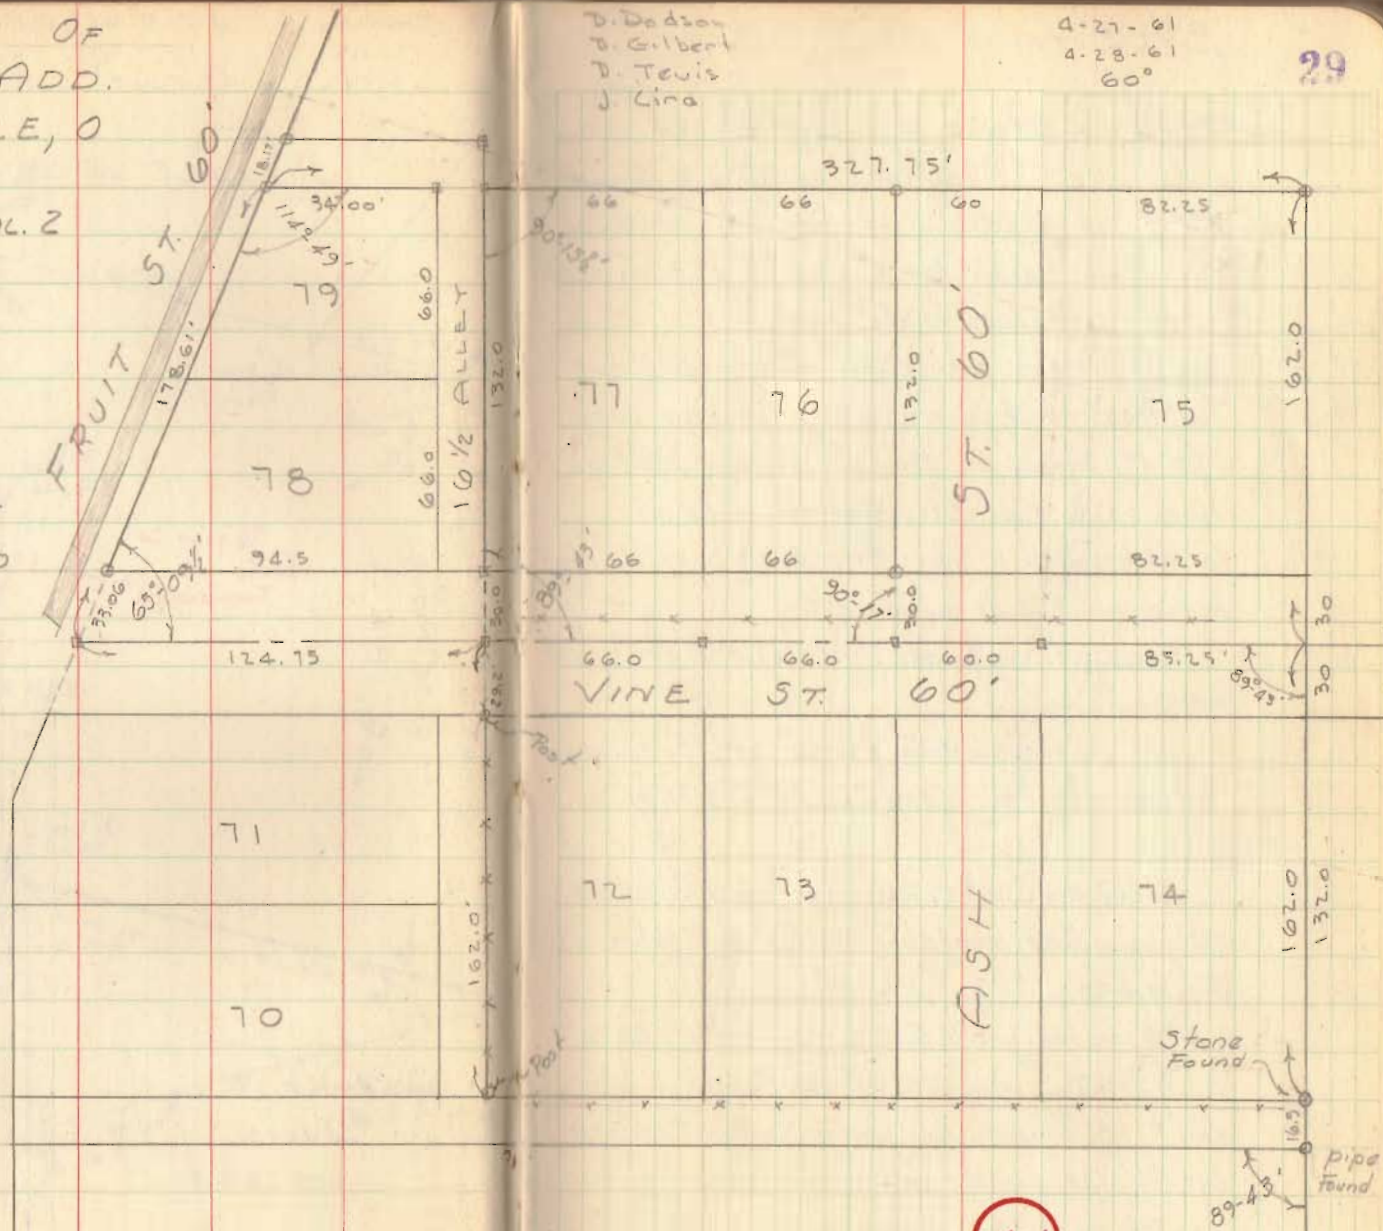 OF
ADD.
LE, O
OL. 2
D. Dodson
D. Gilbert
D. Tevis
J. Cira
4-27-61
4-28-61
60°
29
60'
FRUIT ST.
18.17'
34.00'
114°-49-
79
178.61'
66.0
66.0
16 1/2 ALLEY
132.0
78
94.5
33.06
65°-09 1/2-
124.75
30.0
29.2'
327.75'
66
66
60
82.25
77
76
132.0
ST. 60'
75
162.0
89°-43-
66
66
82.25
90°-17-
30.0
30
30
66.0
66.0
60.0
85.25'
89°-43-
VINE ST. 60'
Post
71
72
73
74
70
162.0'
ASH
162.0
132.0
Post
Stone
Found
16.5'
pipe
found
89-43'